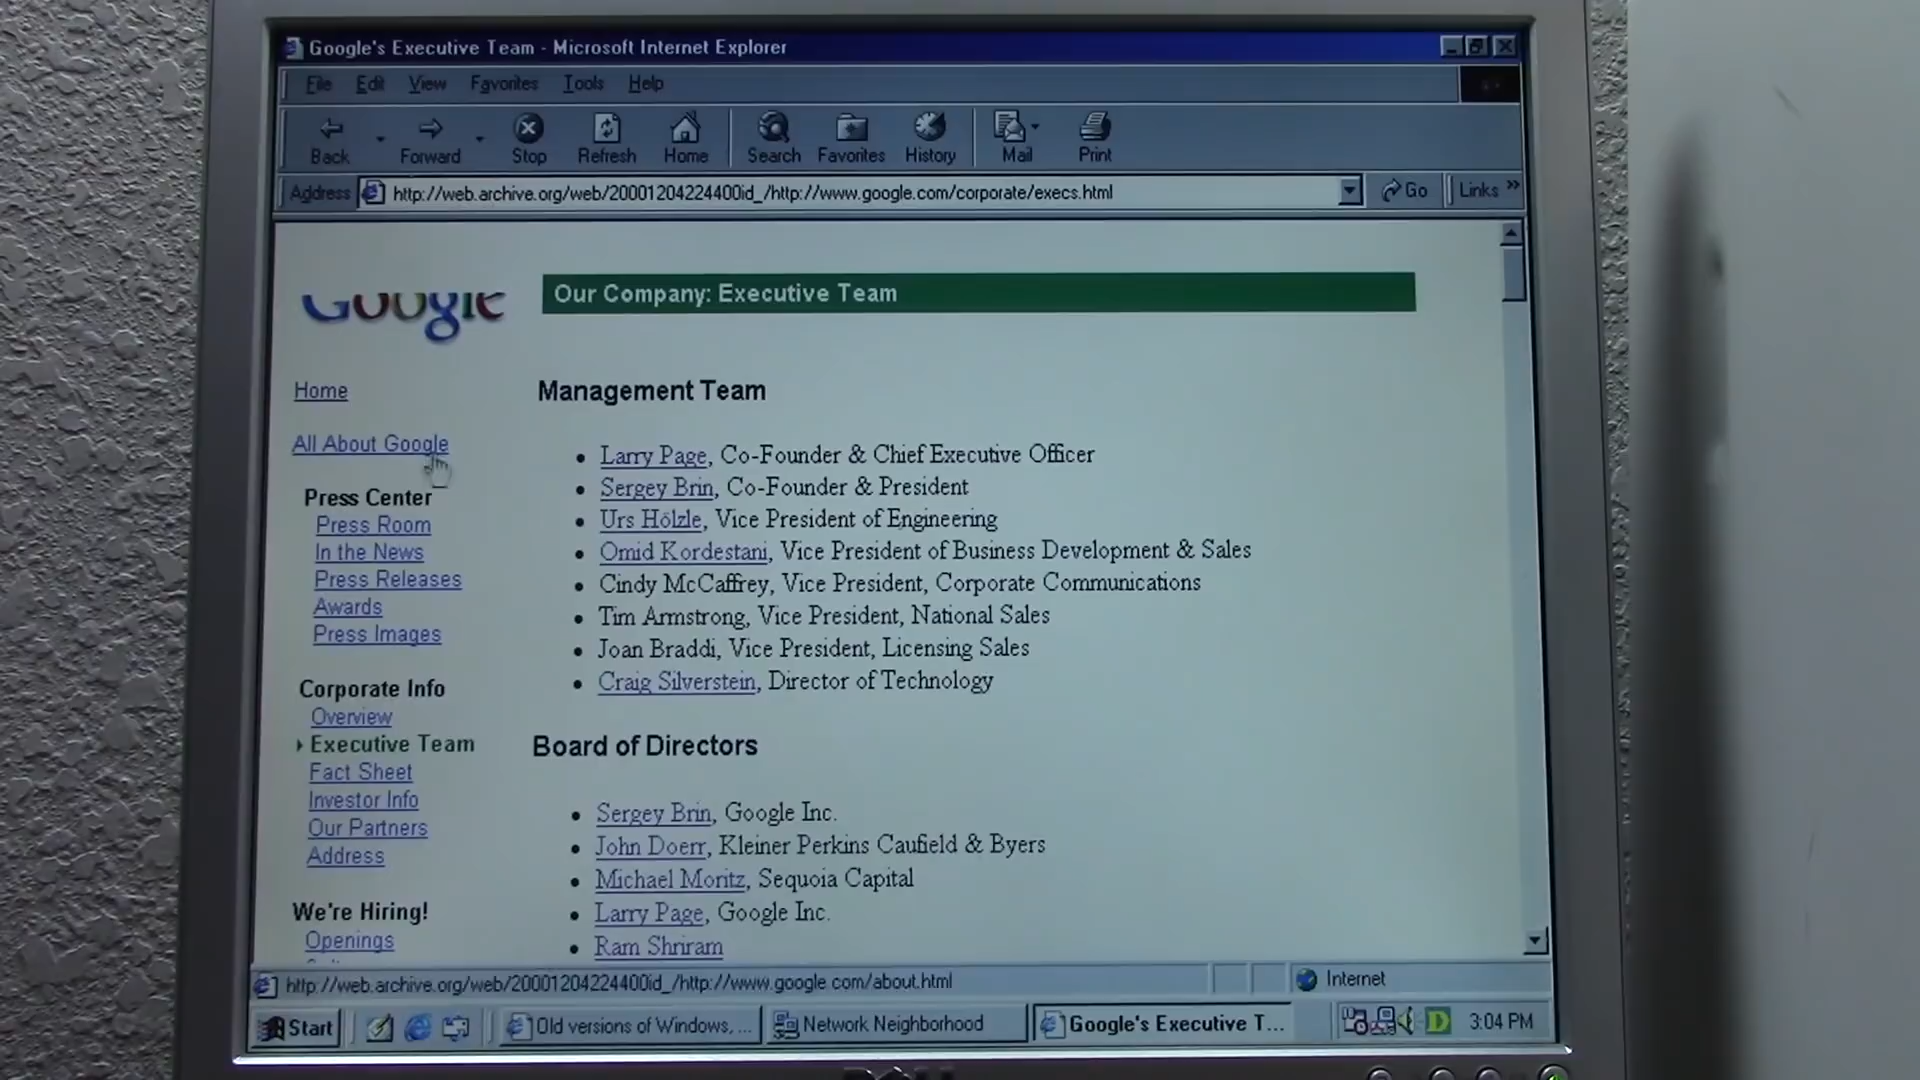 Google's Executive Team - Microsoft Internet Explorer
File Edit View Favorites Tools Help
Back Forward Stop Refresh Home Search Favorites History Mail Print
Address http://web.archive.org/web/20001204224400id_/http://www.google.com/corporate/execs.html Go Links »
Google
Our Company: Executive Team
Home
All About Google
Press Center
Press Room
In the News
Press Releases
Awards
Press Images
Corporate Info
Overview
Executive Team
Fact Sheet
Investor Info
Our Partners
Address
We're Hiring!
Openings
Management Team
• Larry Page, Co-Founder & Chief Executive Officer
• Sergey Brin, Co-Founder & President
• Urs Hölzle, Vice President of Engineering
• Omid Kordestani, Vice President of Business Development & Sales
• Cindy McCaffrey, Vice President, Corporate Communications
• Tim Armstrong, Vice President, National Sales
• Joan Braddi, Vice President, Licensing Sales
• Craig Silverstein, Director of Technology
Board of Directors
• Sergey Brin, Google Inc.
• John Doerr, Kleiner Perkins Caufield & Byers
• Michael Moritz, Sequoia Capital
• Larry Page, Google Inc.
• Ram Shriram
http://web.archive.org/web/20001204224400id_/http://www.google.com/about.html Internet
Start Old versions of Windows, ... Network Neighborhood Google's Executive T... D 3:04 PM